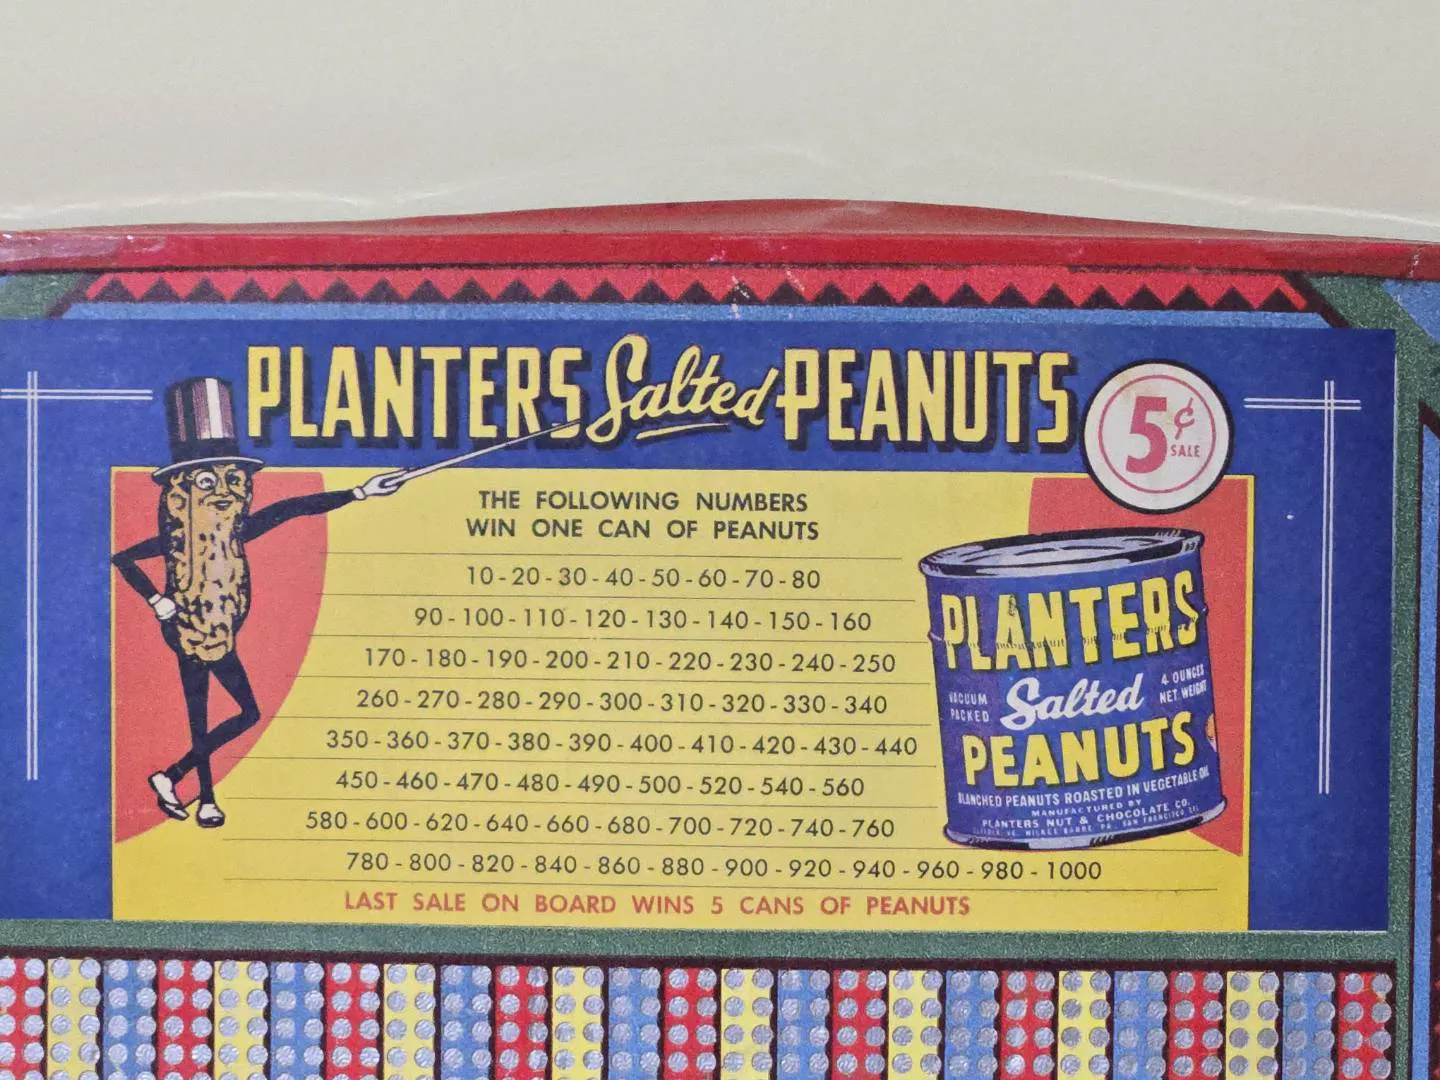 PLANTERS Salted PEANUTS
5¢
SALE
THE FOLLOWING NUMBERS
WIN ONE CAN OF PEANUTS
10 - 20 - 30 - 40 - 50 - 60 - 70 - 80
90 - 100 - 110 - 120 - 130 - 140 - 150 - 160
170 - 180 - 190 - 200 - 210 - 220 - 230 - 240 - 250
260 - 270 - 280 - 290 - 300 - 310 - 320 - 330 - 340
350 - 360 - 370 - 380 - 390 - 400 - 410 - 420 - 430 - 440
450 - 460 - 470 - 480 - 490 - 500 - 520 - 540 - 560
580 - 600 - 620 - 640 - 660 - 680 - 700 - 720 - 740 - 760
780 - 800 - 820 - 840 - 860 - 880 - 900 - 920 - 940 - 960 - 980 - 1000
LAST SALE ON BOARD WINS 5 CANS OF PEANUTS
PLANTERS
VACUUM
PACKED
Salted
4 OUNCES
NET WEIGHT
PEANUTS
BLANCHED PEANUTS ROASTED IN VEGETABLE OIL
MANUFACTURED BY
PLANTERS NUT & CHOCOLATE CO.
WILKES BARRE, PA. SAN FRANCISCO